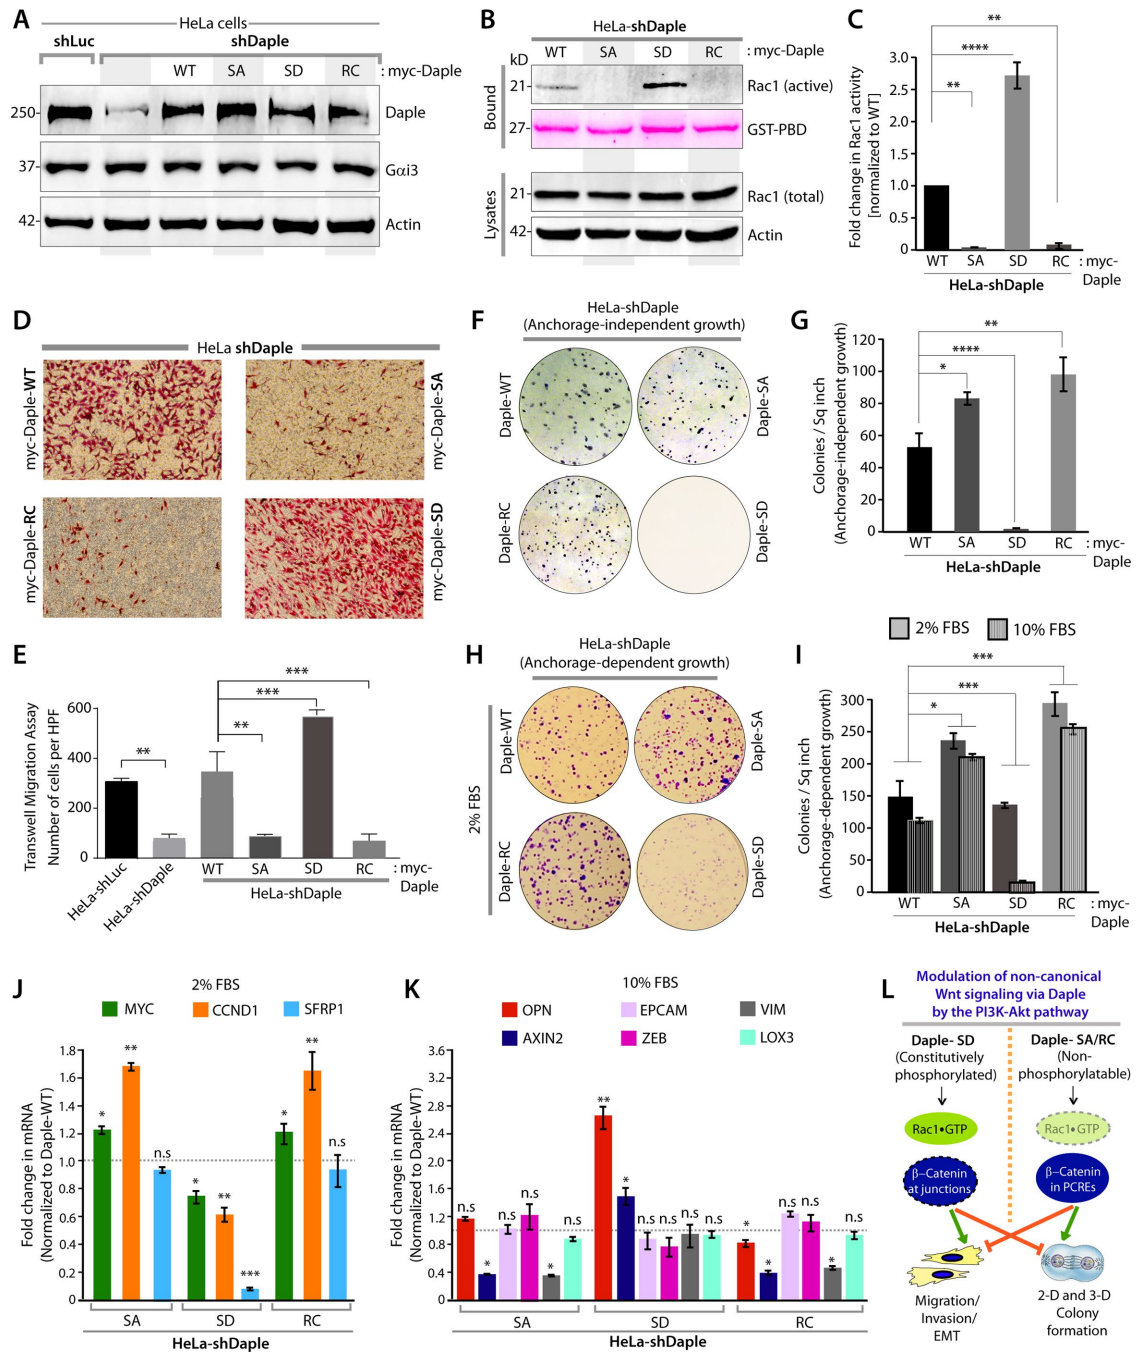 A
HeLa cells
shLuc
shDaple
WT
SA
SD
RC
: myc-Daple
250-
Daple
37-
Gαi3
42-
Actin
B
HeLa-shDaple
kD
WT
SA
SD
RC
: myc-Daple
Bound
21-
Rac1 (active)
27-
GST-PBD
Lysates
21-
Rac1 (total)
42-
Actin
C
**
****
**
Fold change in Rac1 activity
[normalized to WT]
3.0
2.5
2.0
1.0
1.0
0.5
0
WT
SA
SD
RC
: myc-
Daple
HeLa-shDaple
D
HeLa shDaple
myc-Daple-WT
myc-Daple-SA
myc-Daple-RC
myc-Daple-SD
E
Transwell Migration Assay
Number of cells per HPF
600
400
200
0
**
***
***
**
HeLa-shLuc
HeLa-shDaple
WT
SA
SD
RC
: myc-
Daple
HeLa-shDaple
F
HeLa-shDaple
(Anchorage-independent growth)
Daple-WT
Daple-SA
Daple-RC
Daple-SD
G
Colonies / Sq inch
(Anchorage-independent growth)
120
100
80
60
40
20
0
**
****
*
WT
SA
SD
RC
: myc-
Daple
HeLa-shDaple
H
HeLa-shDaple
(Anchorage-dependent growth)
2% FBS
Daple-WT
Daple-SA
Daple-RC
Daple-SD
2% FBS
10% FBS
I
Colonies / Sq inch
(Anchorage-dependent growth)
300
250
200
150
100
50
0
***
***
*
WT
SA
SD
RC
: myc-
Daple
HeLa-shDaple
J
2% FBS
MYC
CCND1
SFRP1
Fold change in mRNA
(Normalized to Daple-WT)
1.8
1.6
1.4
1.2
1.0
0.8
0.6
0.4
0.2
0
*
**
n.s
*
**
***
*
**
n.s
SA
SD
RC
HeLa-shDaple
K
10% FBS
OPN
EPCAM
VIM
AXIN2
ZEB
LOX3
Fold change in mRNA
(Normalized to Daple-WT)
3.6
3.2
2.8
2.4
2.0
1.6
1.2
0.8
0.4
0
n.s
*
n.s
n.s
*
n.s
**
*
n.s
n.s
n.s
n.s
*
*
n.s
n.s
*
n.s
SA
SD
RC
HeLa-shDaple
L
Modulation of non-canonical
Wnt signaling via Daple
by the PI3K-Akt pathway
Daple- SD
(Constitutively
phosphorylated)
Daple- SA/RC
(Non-
phosphorylatable)
Rac1•GTP
Rac1•GTP
β–Catenin
at junctions
β–Catenin
in PCREs
Migration/
Invasion/
EMT
2-D and 3-D
Colony
formation